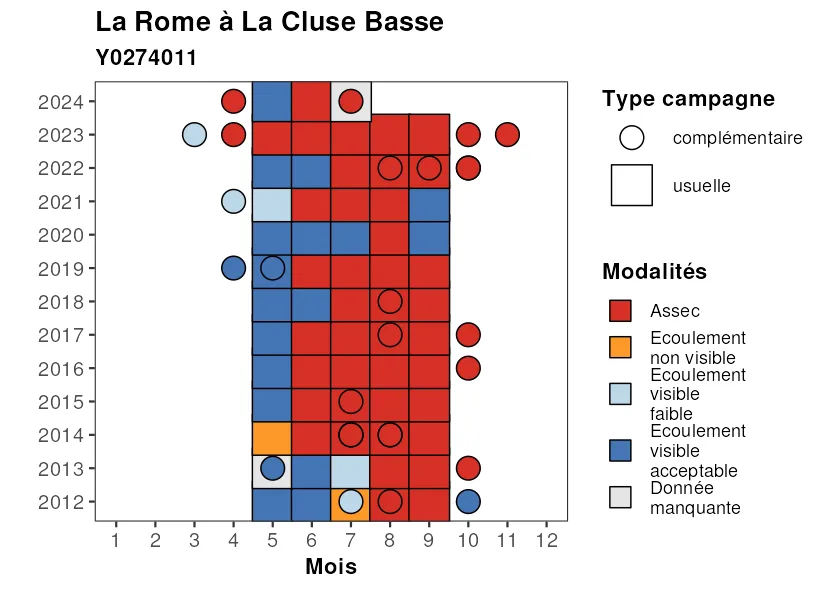 La Rome à La Cluse Basse
Y0274011
2024
2023
2022
2021
2020
2019
2018
2017
2016
2015
2014
2013
2012
1 2 3 4 5 6 7 8 9 10 11 12
Mois
Type campagne
complémentaire
usuelle
Modalités
Assec
Ecoulement
non visible
Ecoulement
visible
faible
Ecoulement
visible
acceptable
Donnée
manquante